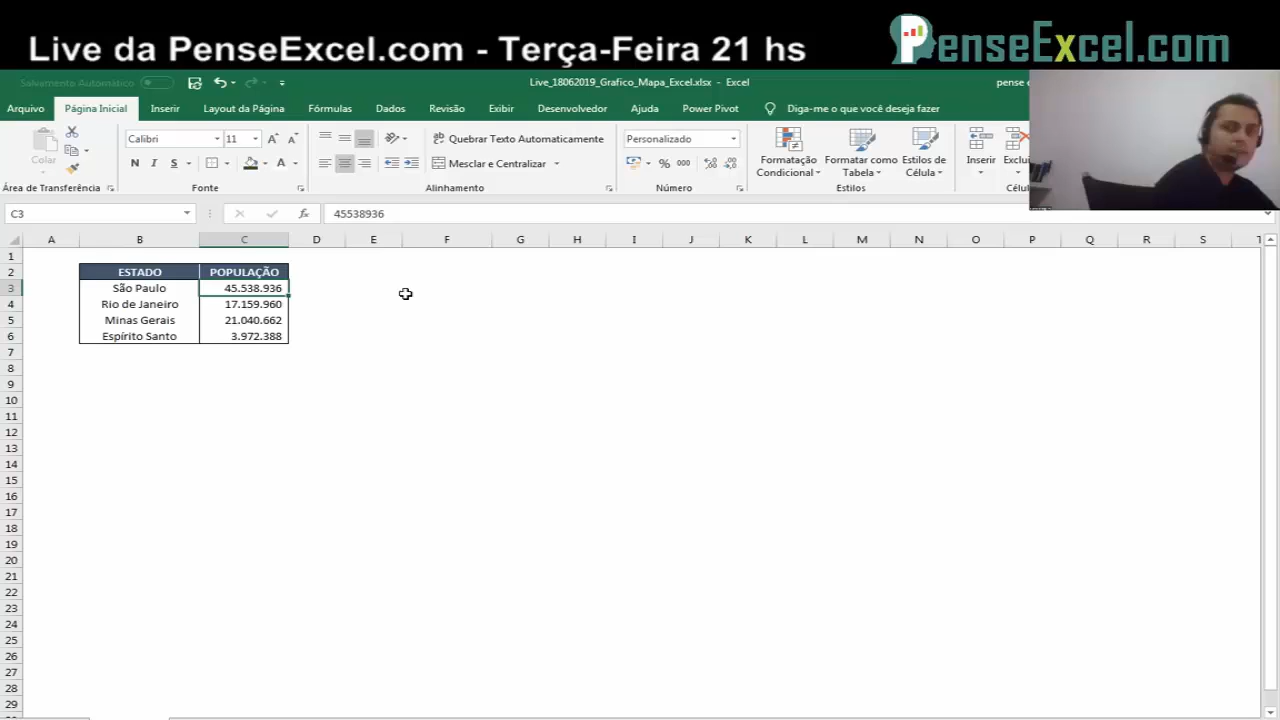 Live da PenseExcel.com - Terça-Feira 21 hs
PenseExcel.com
Salvamento Automático
Live_18062019_Grafico_Mapa_Excel.xlsx - Excel
pense e
Arquivo Página Inicial Inserir Layout da Página Fórmulas Dados Revisão Exibir Desenvolvedor Ajuda Power Pivot Diga-me o que você deseja fazer
Colar
Calibri 11
Quebrar Texto Automaticamente
Personalizado
N I S A
Mesclar e Centralizar
% 000
Formatação Condicional
Formatar como Tabela
Estilos de Célula
Inserir
Exclui
Área de Transferência Fonte Alinhamento Número Estilos Célul
C3 fx 45538936
A B C D E F G H I J K L M N O P Q R S T
1
2 ESTADO POPULAÇÃO
3 São Paulo 45.538.936
4 Rio de Janeiro 17.159.960
5 Minas Gerais 21.040.662
6 Espírito Santo 3.972.388
7
8
9
10
11
12
13
14
15
16
17
18
19
20
21
22
23
24
25
26
27
28
29